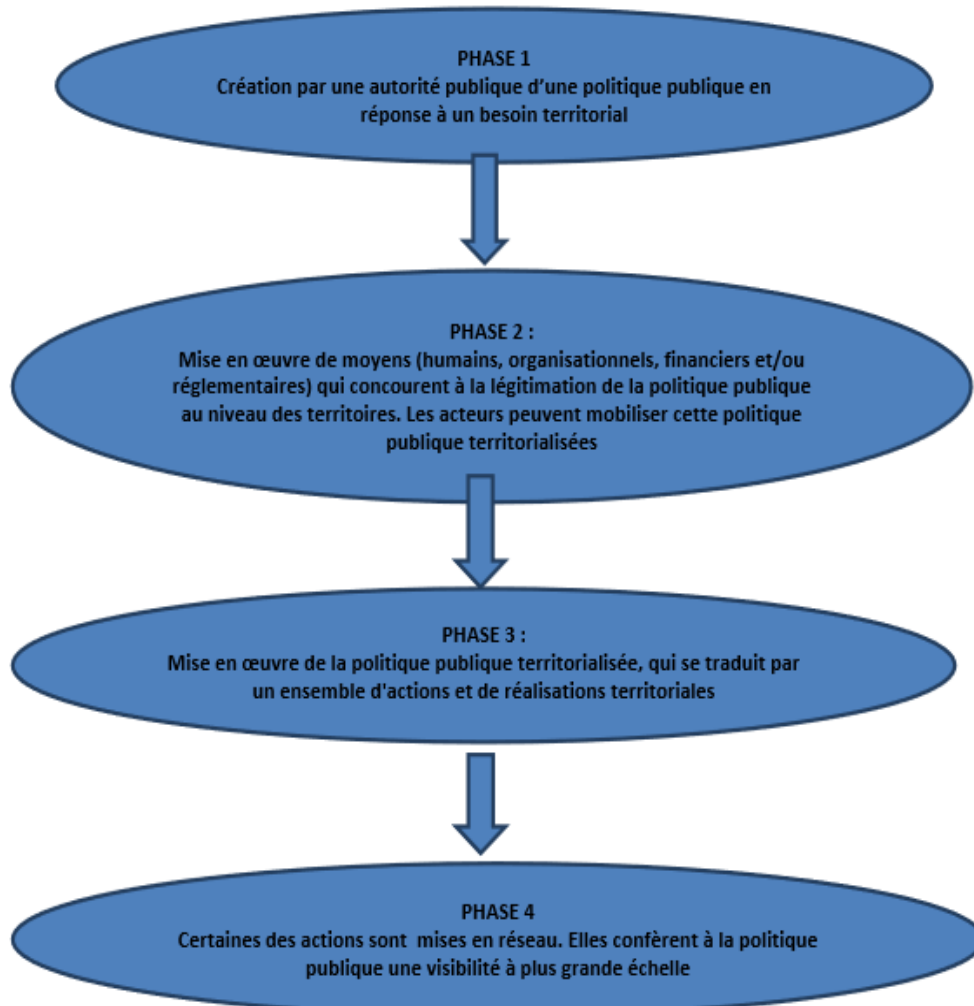 PHASE 1
Création par une autorité publique d’une politique publique en
réponse à un besoin territorial
PHASE 2 :
Mise en œuvre de moyens (humains, organisationnels, financiers et/ou
réglementaires) qui concourent à la légitimation de la politique publique
au niveau des territoires. Les acteurs peuvent mobiliser cette politique
publique territorialisées
PHASE 3 :
Mise en œuvre de la politique publique territorialisée, qui se traduit par
un ensemble d'actions et de réalisations territoriales
PHASE 4
Certaines des actions sont mises en réseau. Elles confèrent à la politique
publique une visibilité à plus grande échelle